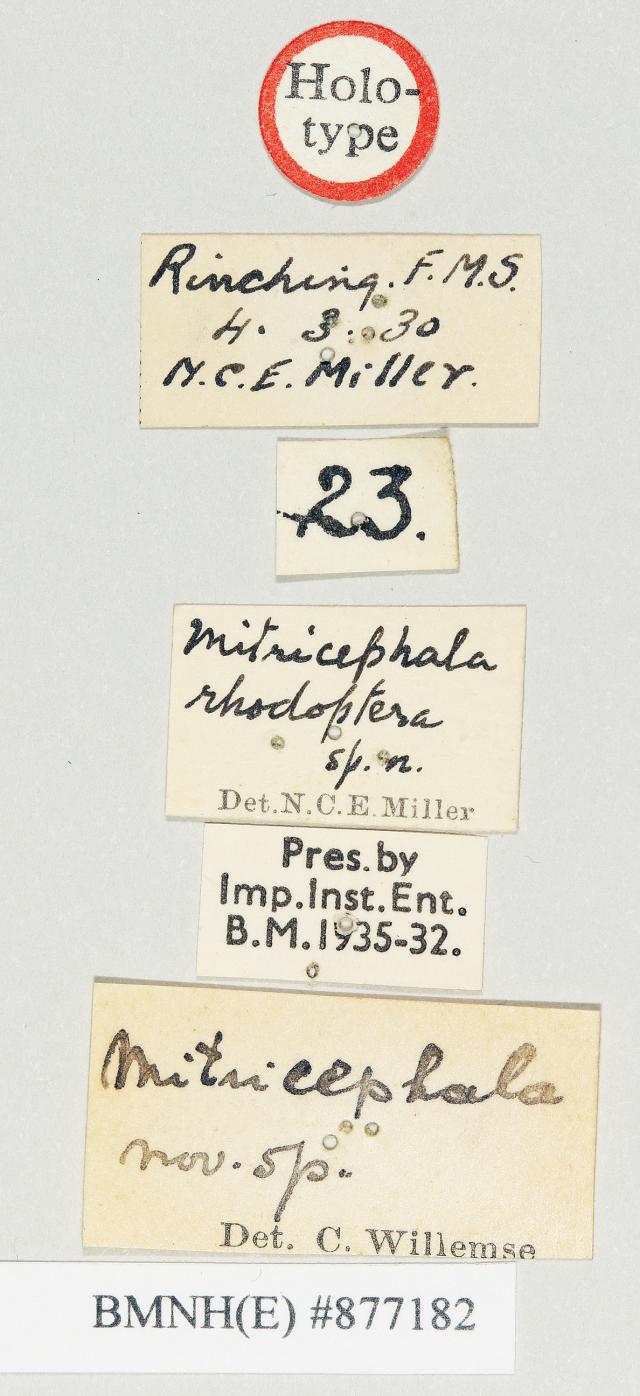 Holo-
type
Rinching. F.M.S.
4. 3. 30
N.C.E. Miller.
23.
Mitricephala
rhodoptera
sp. n.
Det.N.C.E.Miller
Pres.by
Imp.Inst.Ent.
B.M.1935-32.
Mitricephala
nov. sp.
Det. C. Willemse
BMNH(E) #877182